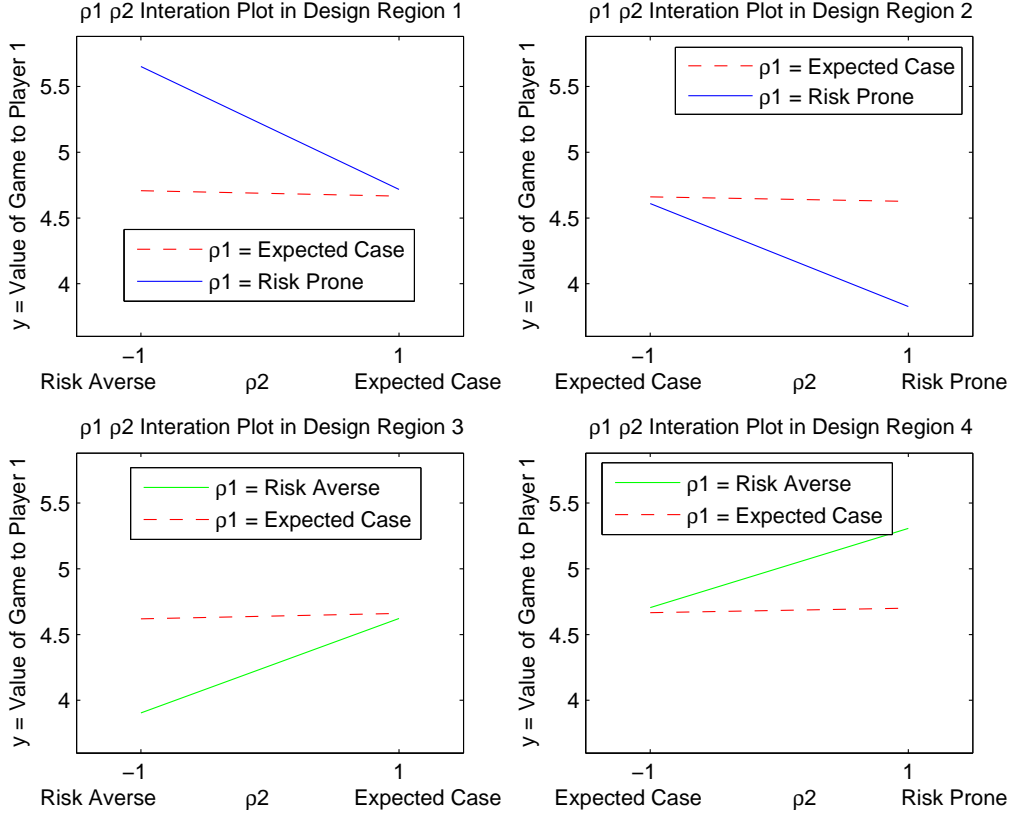 ρ1 ρ2 Interation Plot in Design Region 1
y = Value of Game to Player 1
5.5
5
4.5
4
ρ1 = Expected Case
ρ1 = Risk Prone
−1
1
Risk Averse
ρ2
Expected Case
ρ1 ρ2 Interation Plot in Design Region 2
y = Value of Game to Player 1
5.5
5
4.5
4
ρ1 = Expected Case
ρ1 = Risk Prone
−1
1
Expected Case
ρ2
Risk Prone
ρ1 ρ2 Interation Plot in Design Region 3
y = Value of Game to Player 1
5.5
5
4.5
4
ρ1 = Risk Averse
ρ1 = Expected Case
−1
1
Risk Averse
ρ2
Expected Case
ρ1 ρ2 Interation Plot in Design Region 4
y = Value of Game to Player 1
5.5
5
4.5
4
ρ1 = Risk Averse
ρ1 = Expected Case
−1
1
Expected Case
ρ2
Risk Prone